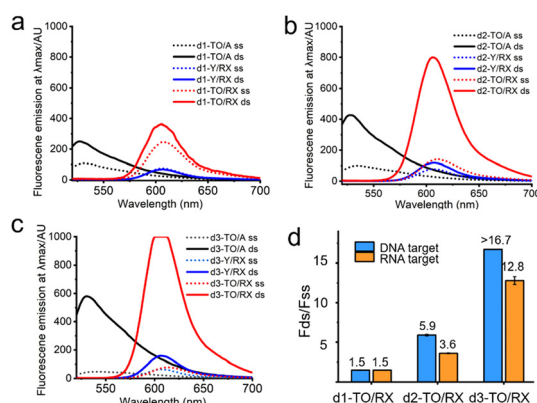 a
Fluorescene emission at λmax/AU
1000
800
600
400
200
0
d1-TO/A ss
d1-TO/A ds
d1-Y/RX ss
d1-Y/RX ds
d1-TO/RX ss
d1-TO/RX ds
550 600 650 700
Wavelength (nm)
b
Fluorescene emission at λmax/AU
1000
800
600
400
200
0
d2-TO/A ss
d2-TO/A ds
d2-Y/RX ss
d2-Y/RX ds
d2-TO/RX ss
d2-TO/RX ds
550 600 650 700
Wavelength (nm)
c
Fluorescene emission at λmax/AU
1000
800
600
400
200
0
d3-TO/A ss
d3-TO/A ds
d3-Y/RX ss
d3-Y/RX ds
d3-TO/RX ss
d3-TO/RX ds
550 600 650 700
Wavelength (nm)
d
Fds/Fss
15
10
5
0
DNA target
RNA target
1.5 1.5
5.9
3.6
>16.7
12.8
d1-TO/RX d2-TO/RX d3-TO/RX